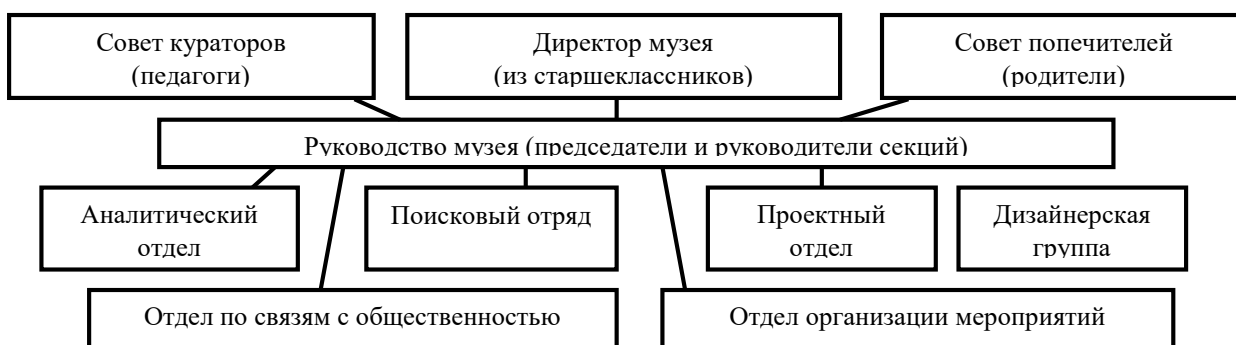 Совет кураторов
(педагоги)
Директор музея
(из старшеклассников)
Совет попечителей
(родители)
Руководство музея (председатели и руководители секций)
Аналитический
отдел
Поисковый отряд
Проектный
отдел
Дизайнерская
группа
Отдел по связям с общественностью
Отдел организации мероприятий